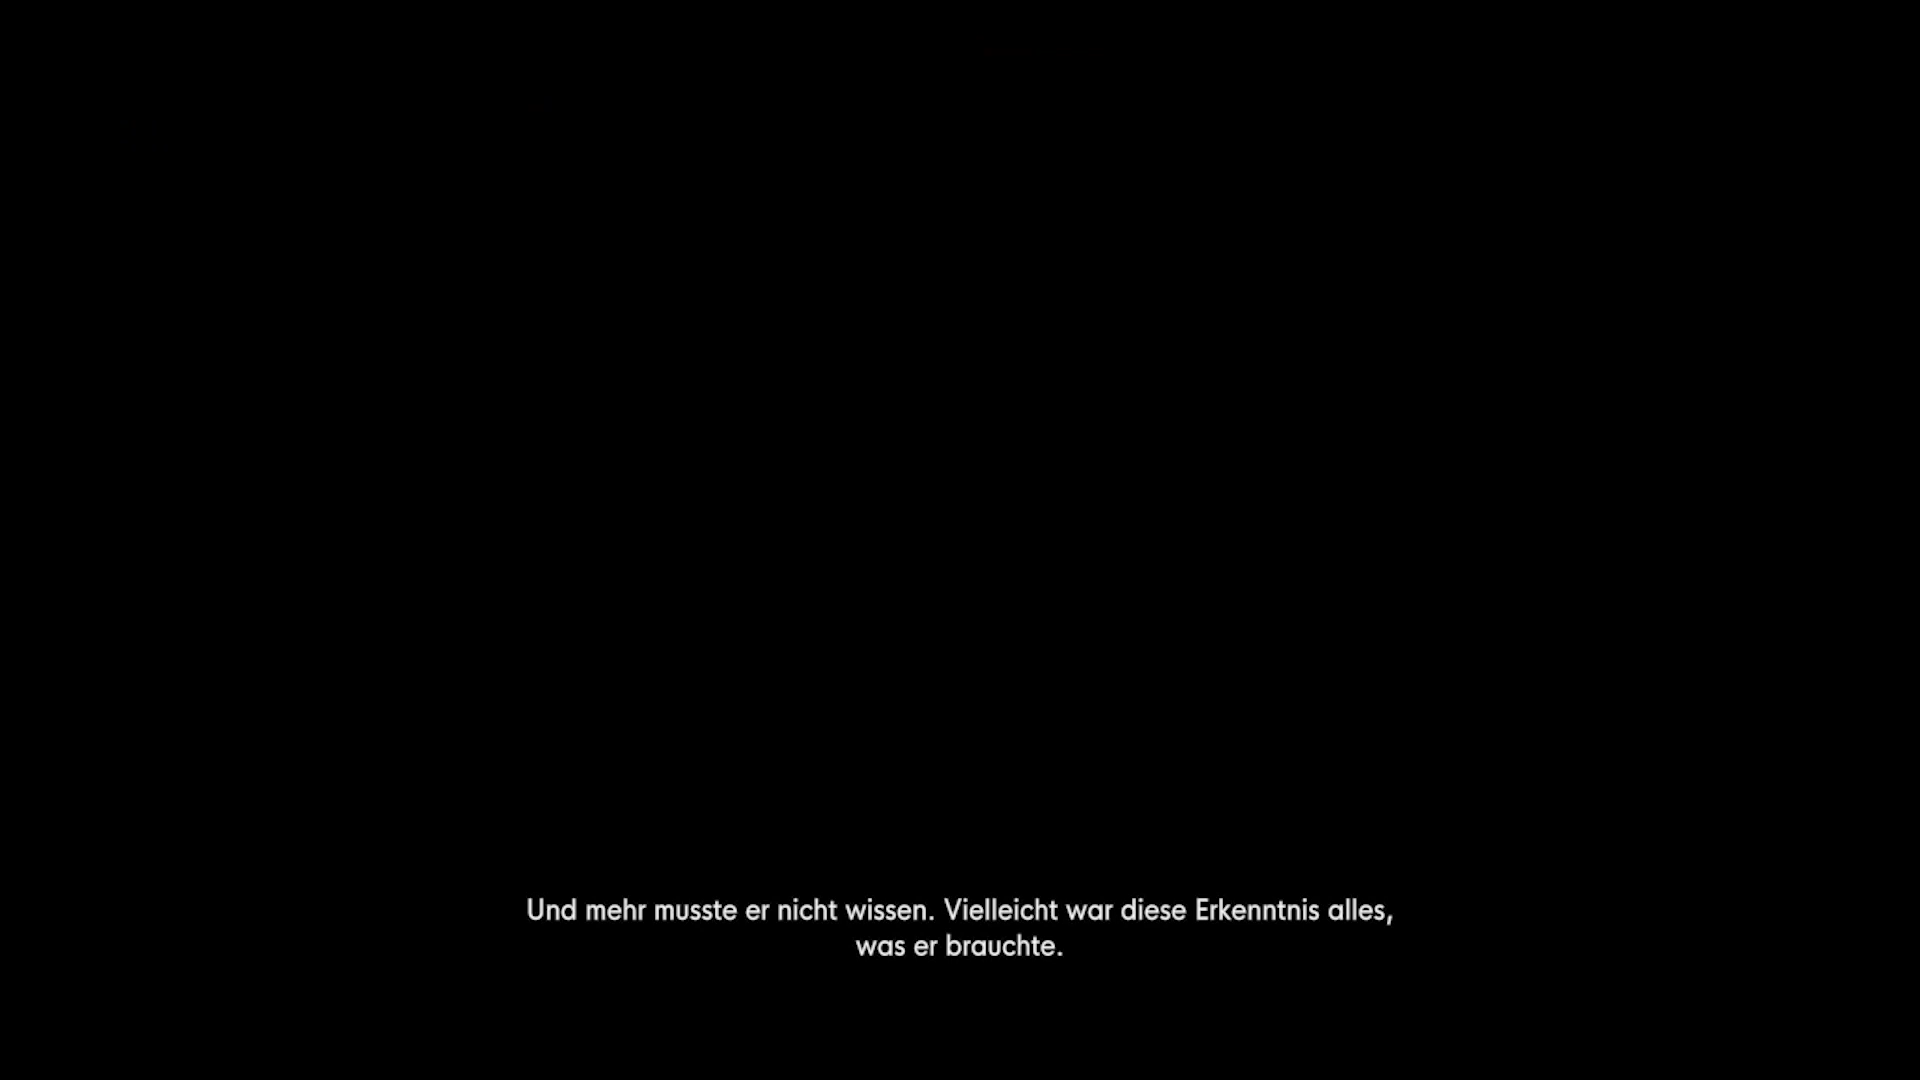 Und mehr musste er nicht wissen. Vielleicht war diese Erkenntnis alles,
was er brauchte.